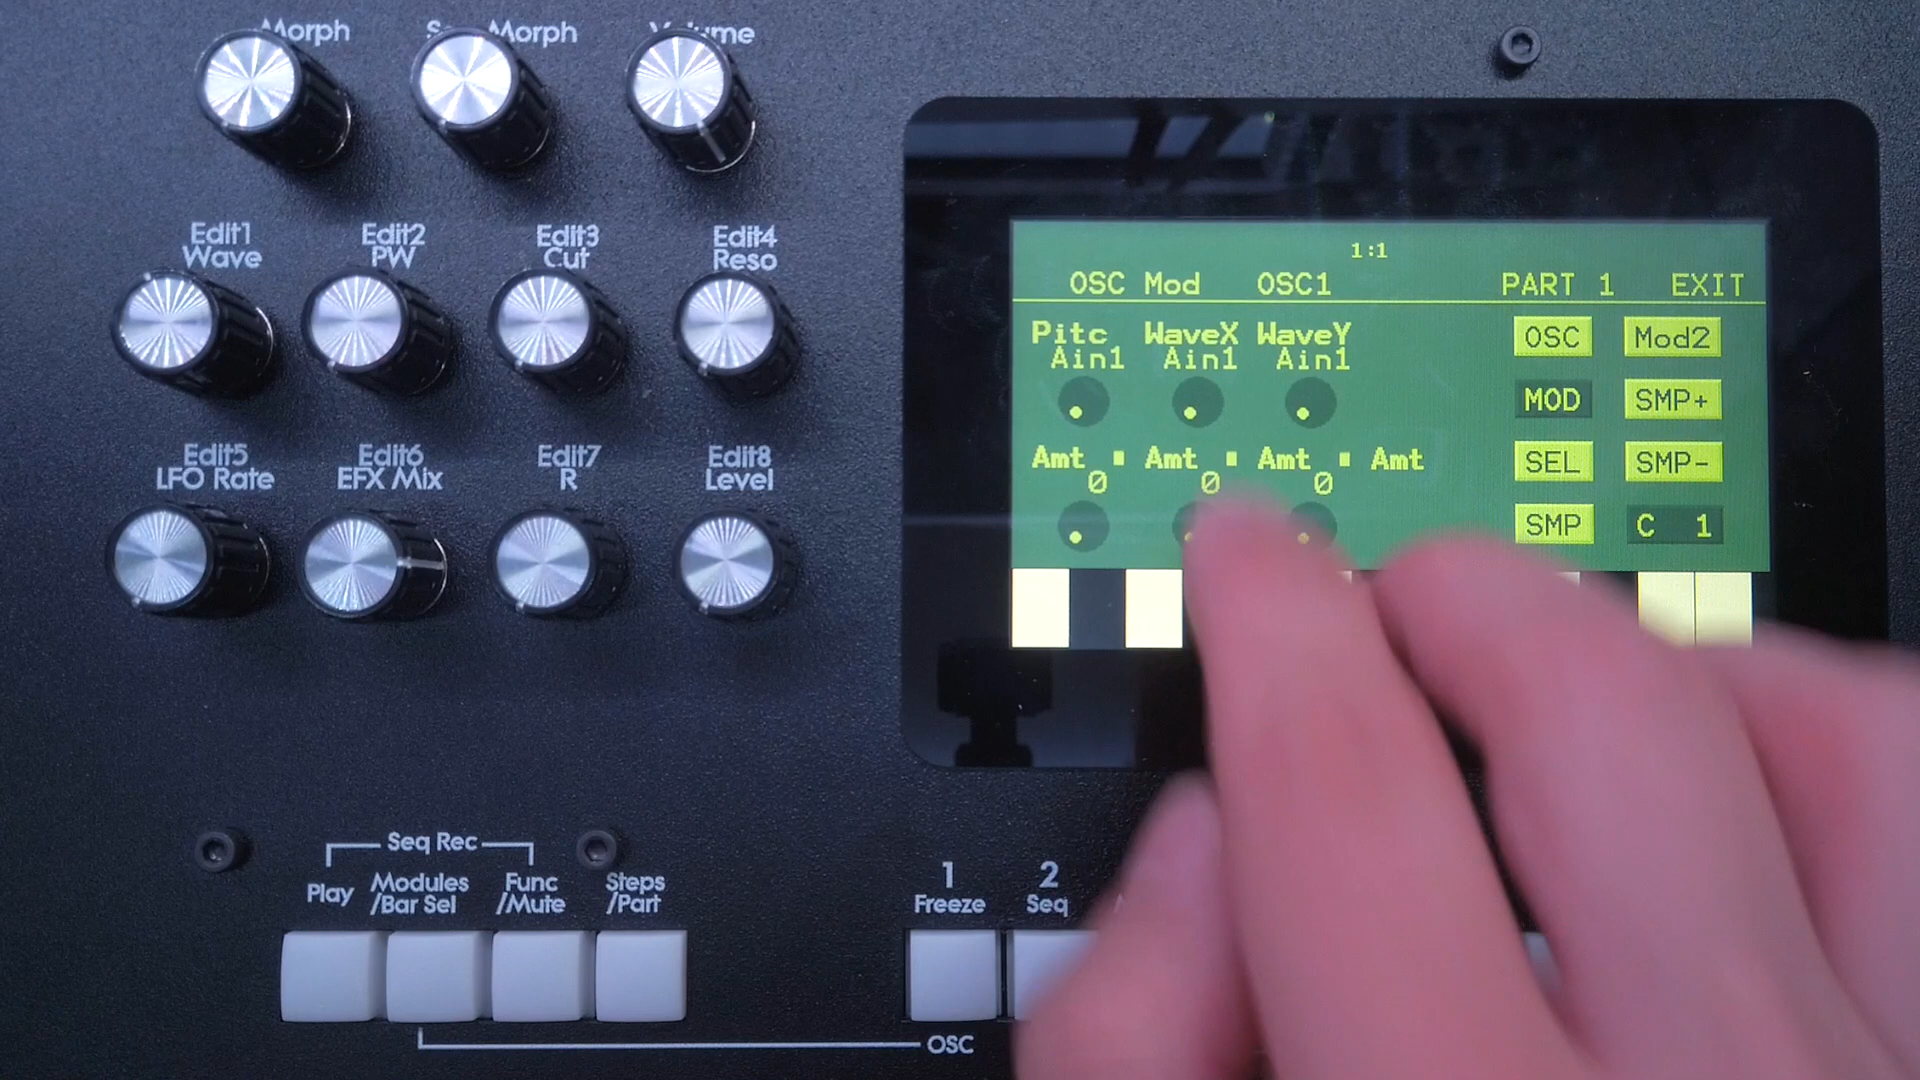 Morph
Morph
Edit1
Wave
Edit2
PW
Edit3
Cut
Edit4
Reso
Edit5
LFO Rate
Edit6
EFX Mix
Edit7
R
Edit8
Level
1:1
OSC Mod OSC1 PART 1 EXIT
Pitc WaveX WaveY
Ain1 Ain1 Ain1
OSC Mod2
MOD SMP+
Amt Amt Amt Amt
0 0 0
SEL SMP-
SMP C 1
Seq Rec
Play
Modules
/Bar Sel
Func
/Mute
Steps
/Part
1
Freeze
2
Seq
OSC